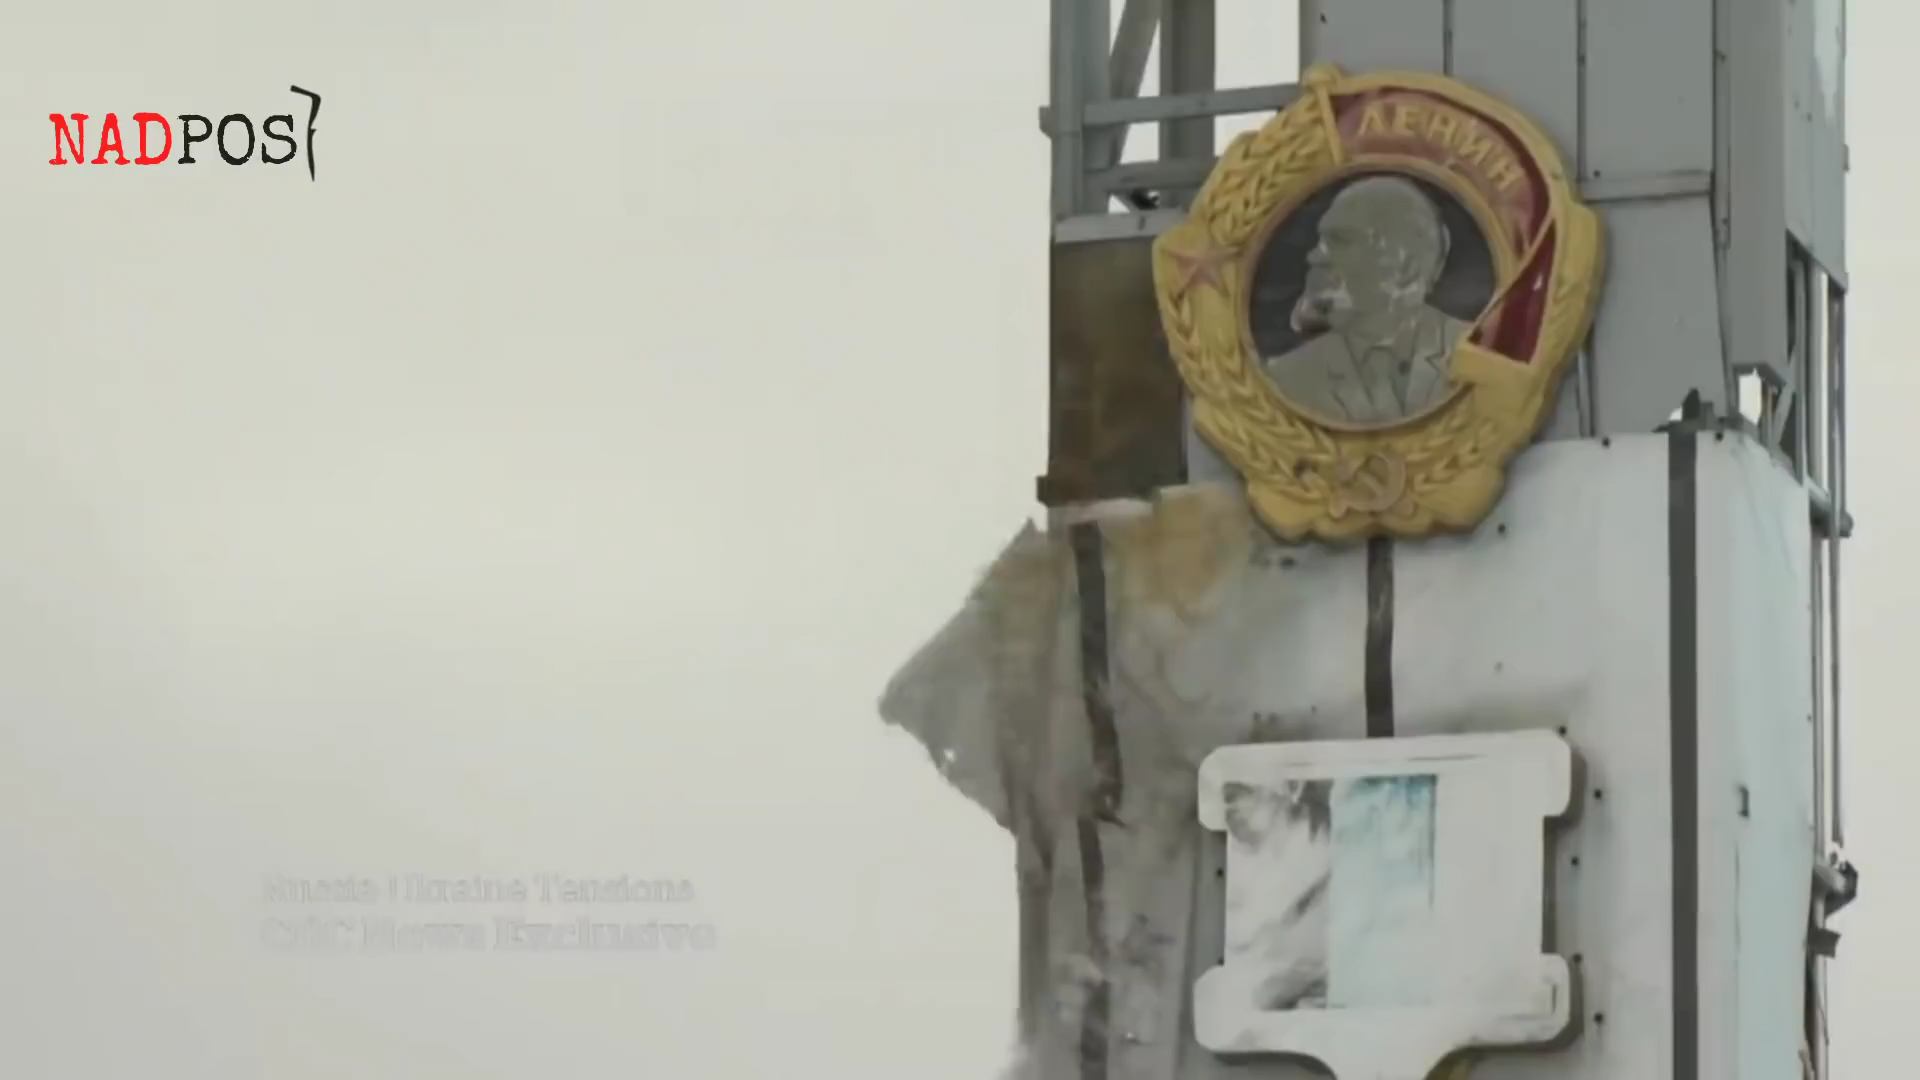 NADPOST
ЛЕНИН
Russia Ukraine Tensions
CBC News Exclusive